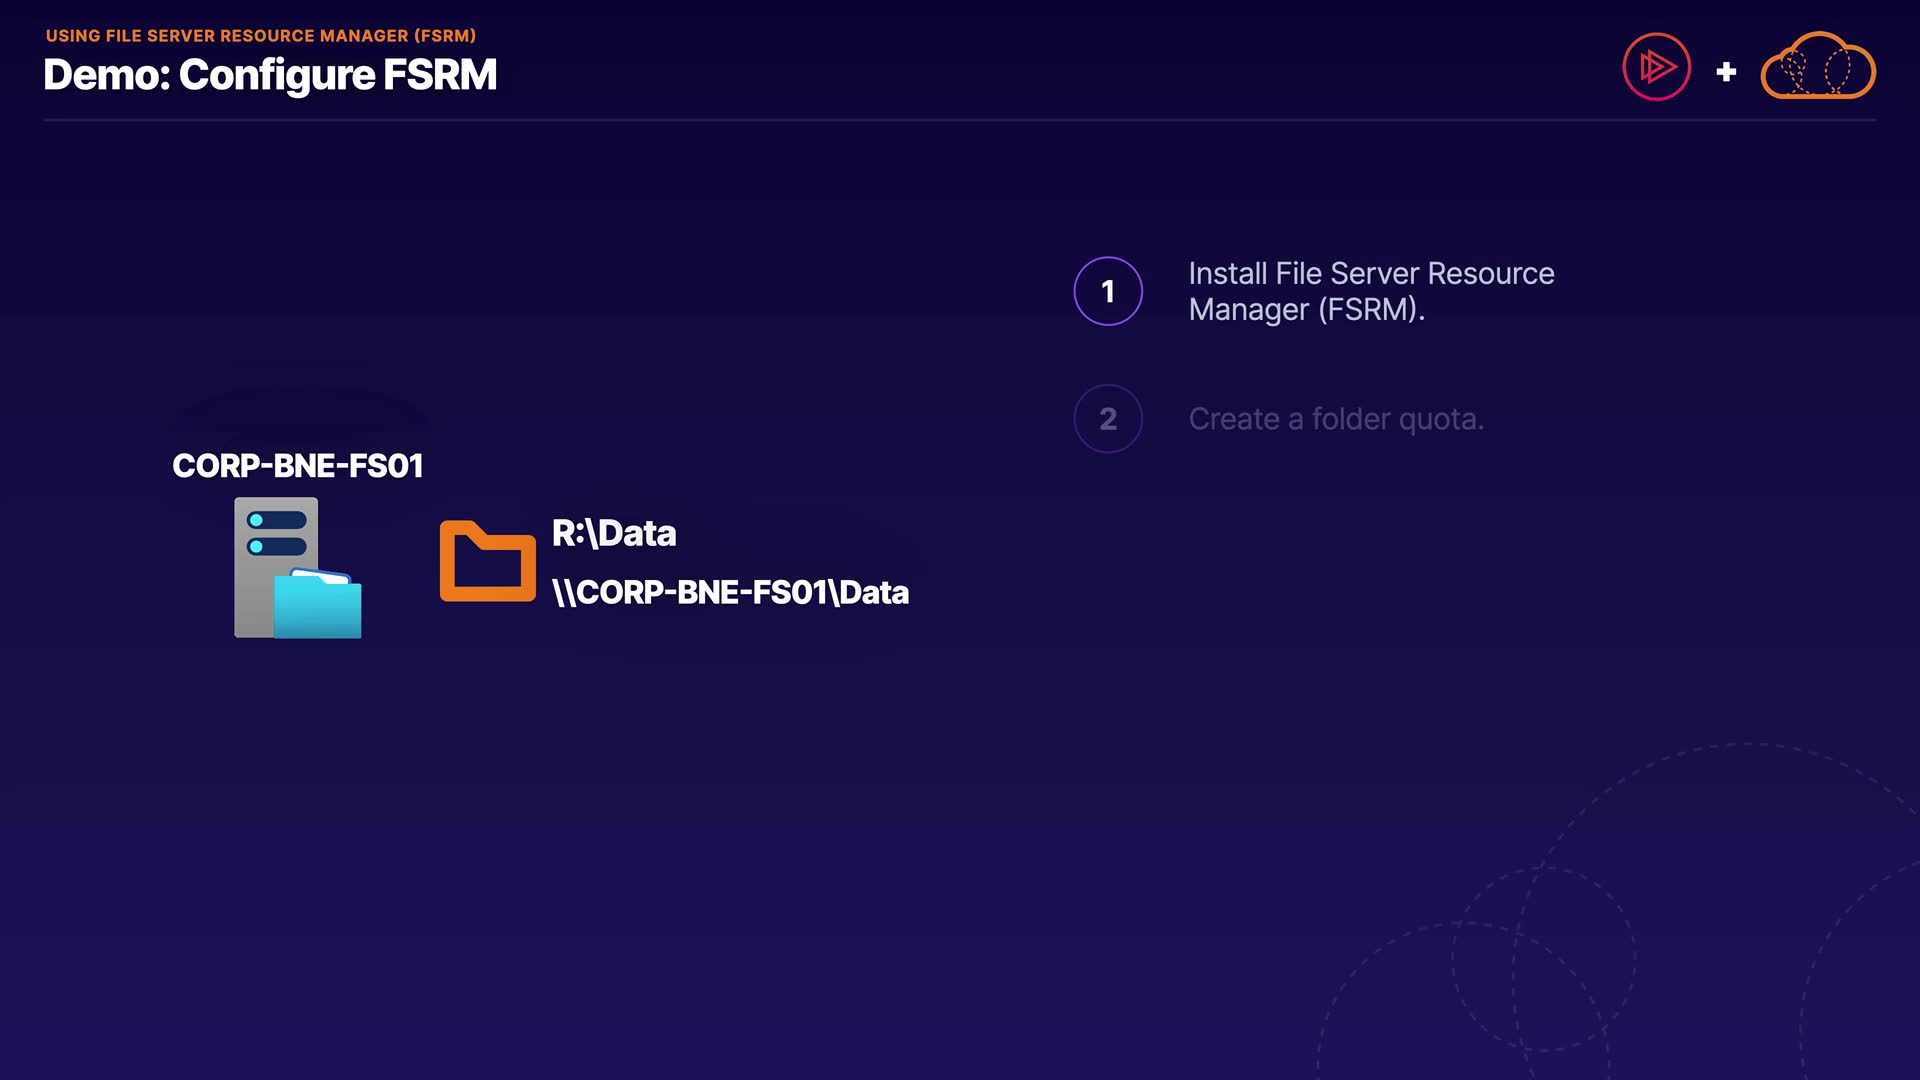 USING FILE SERVER RESOURCE MANAGER (FSRM)
Demo: Configure FSRM
1
Install File Server Resource
Manager (FSRM).
2
Create a folder quota.
CORP-BNE-FS01
R:\Data
\\CORP-BNE-FS01\Data